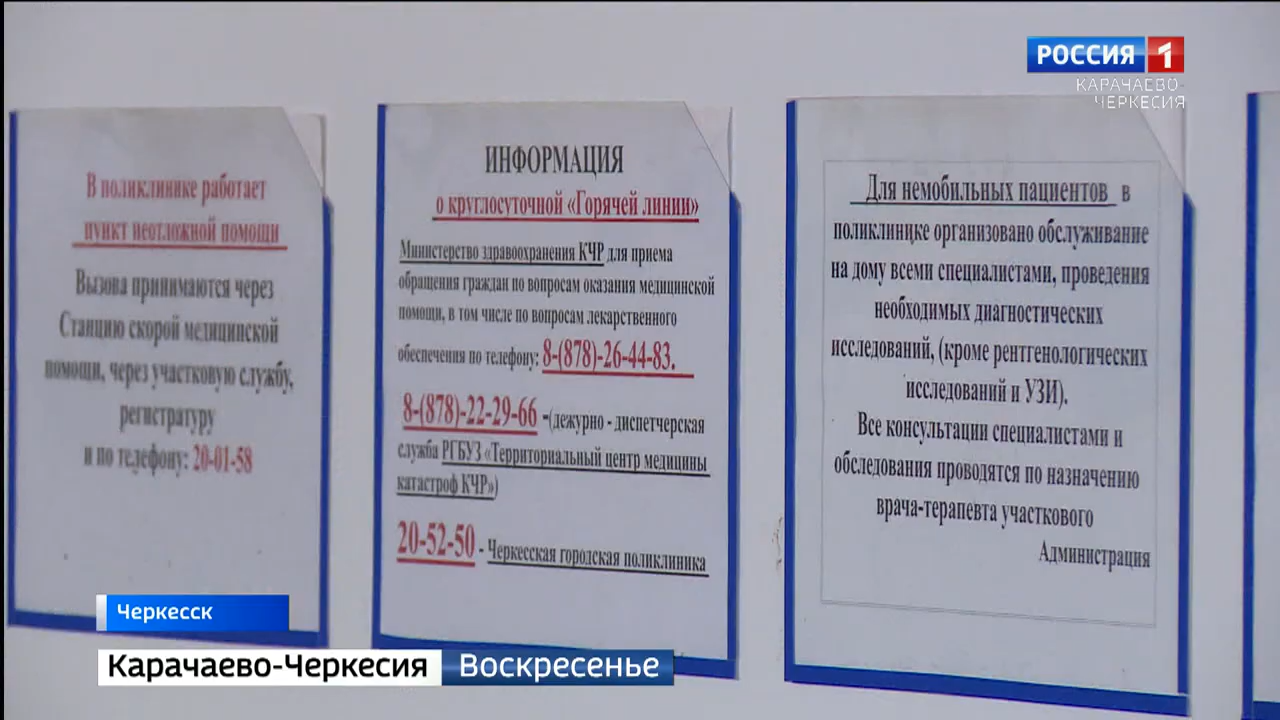 РОССИЯ 1
КАРАЧАЕВО-
ЧЕРКЕСИЯ
В поликлинике работает
пункт неотложной помощи
Вызова принимаются через
Станцию скорой медицинской
помощи, через участковую службу,
регистратуру
и по телефону: 20-01-58
ИНФОРМАЦИЯ
о круглосуточной «Горячей линии»
Министерство здравоохранения КЧР для приема
обращения граждан по вопросам оказания медицинской
помощи, в том числе по вопросам лекарственного
обеспечения по телефону: 8-(878)-26-44-83.
8-(878)-22-29-66 -(дежурно - диспетчерская
служба РГБУЗ «Территориальный центр медицины
катастроф КЧР»)
20-52-50 - Черкесская городская поликлиника
Для немобильных пациентов в
поликлинцке организовано обслуживание
на дому всеми специалистами, проведения
необходимых диагностических
исследований, (кроме рентгенологических
исследований и УЗИ).
Все консультации специалистами и
обследования проводятся по назначению
врача-терапевта участкового
Администрация
Черкесск
Карачаево-Черкесия Воскресенье